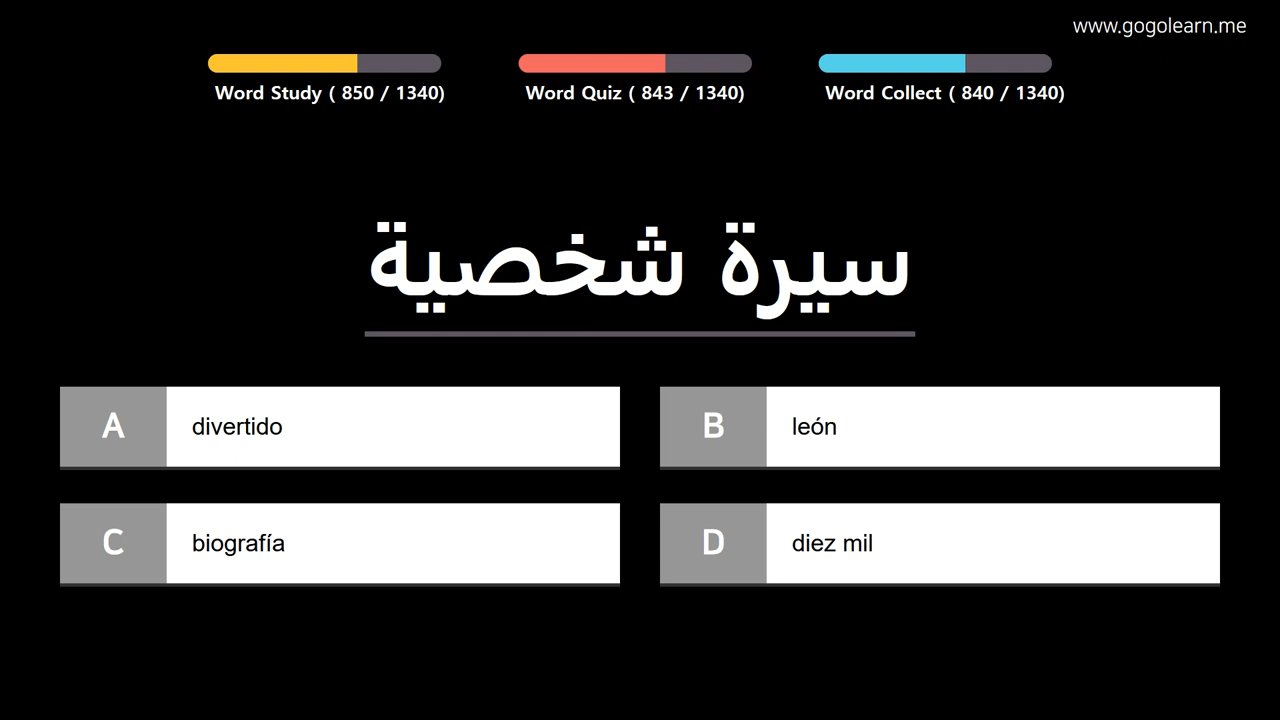 www.gogolearn.me
Word Study ( 850 / 1340)
Word Quiz ( 843 / 1340)
Word Collect ( 840 / 1340)
سيرة شخصية
A
divertido
B
león
C
biografía
D
diez mil